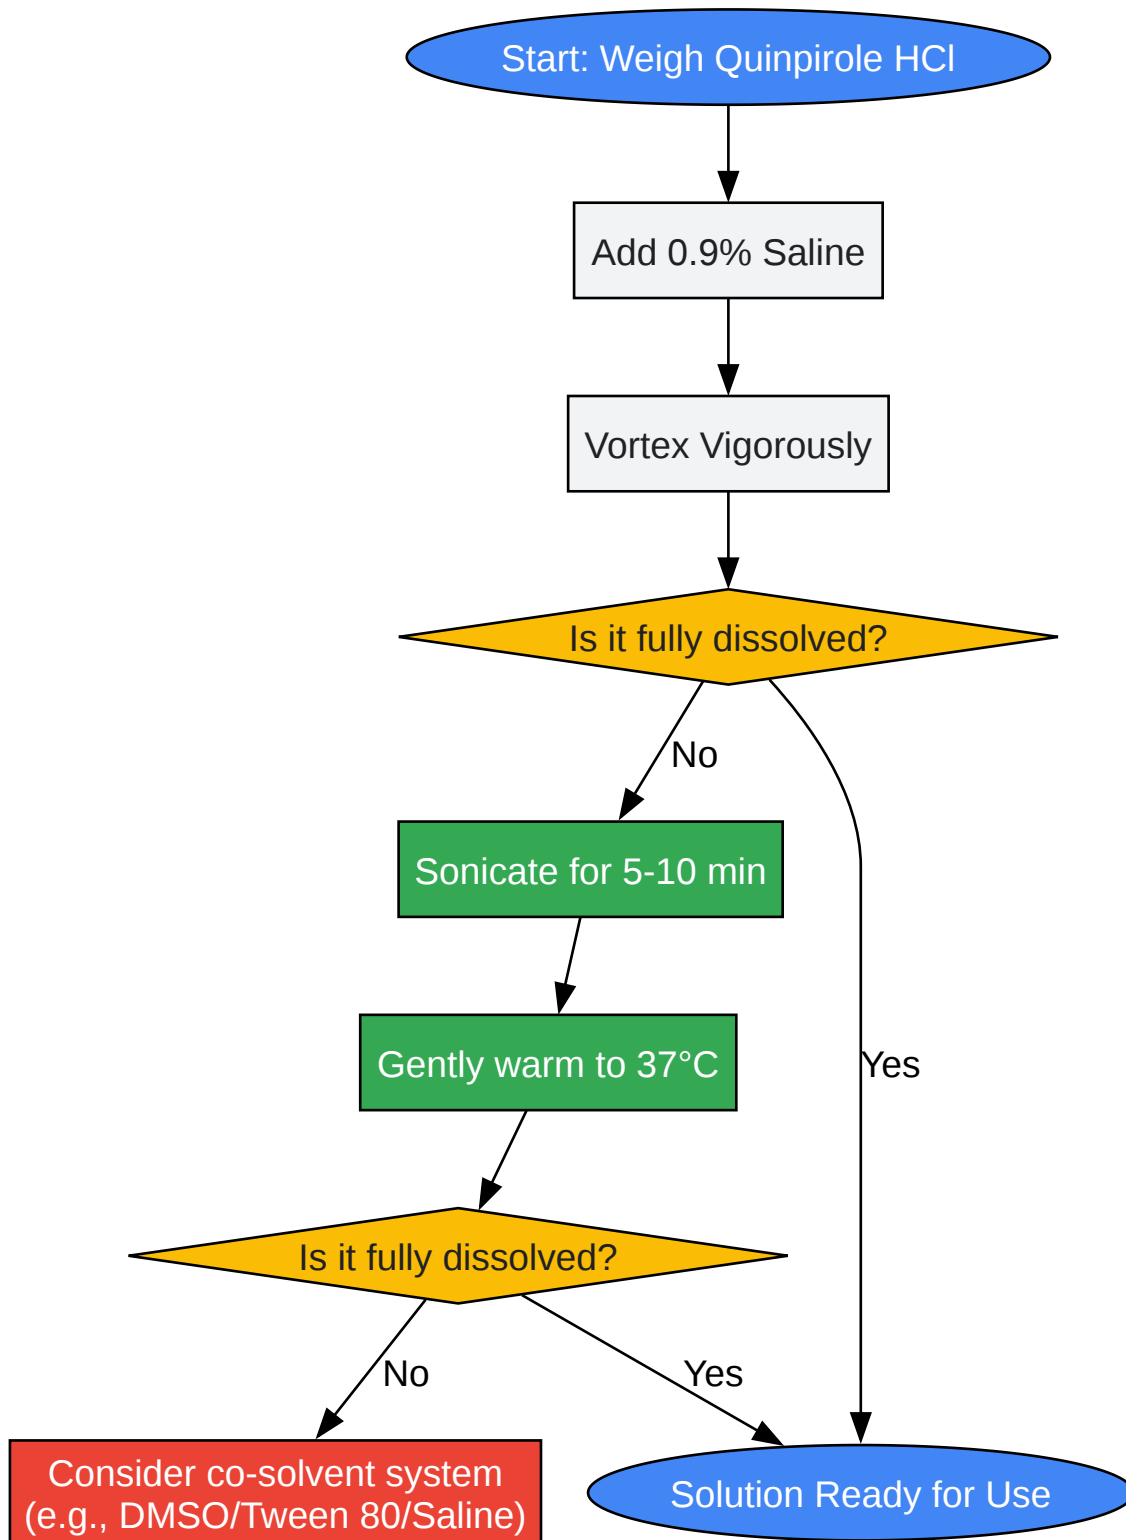 Start: Weigh Quinpirole HCl
Add 0.9% Saline
Vortex Vigorously
Is it fully dissolved?
No
Sonicate for 5-10 min
Gently warm to 37°C
Yes
Is it fully dissolved?
No
Yes
Consider co-solvent system
(e.g., DMSO/Tween 80/Saline)
Solution Ready for Use